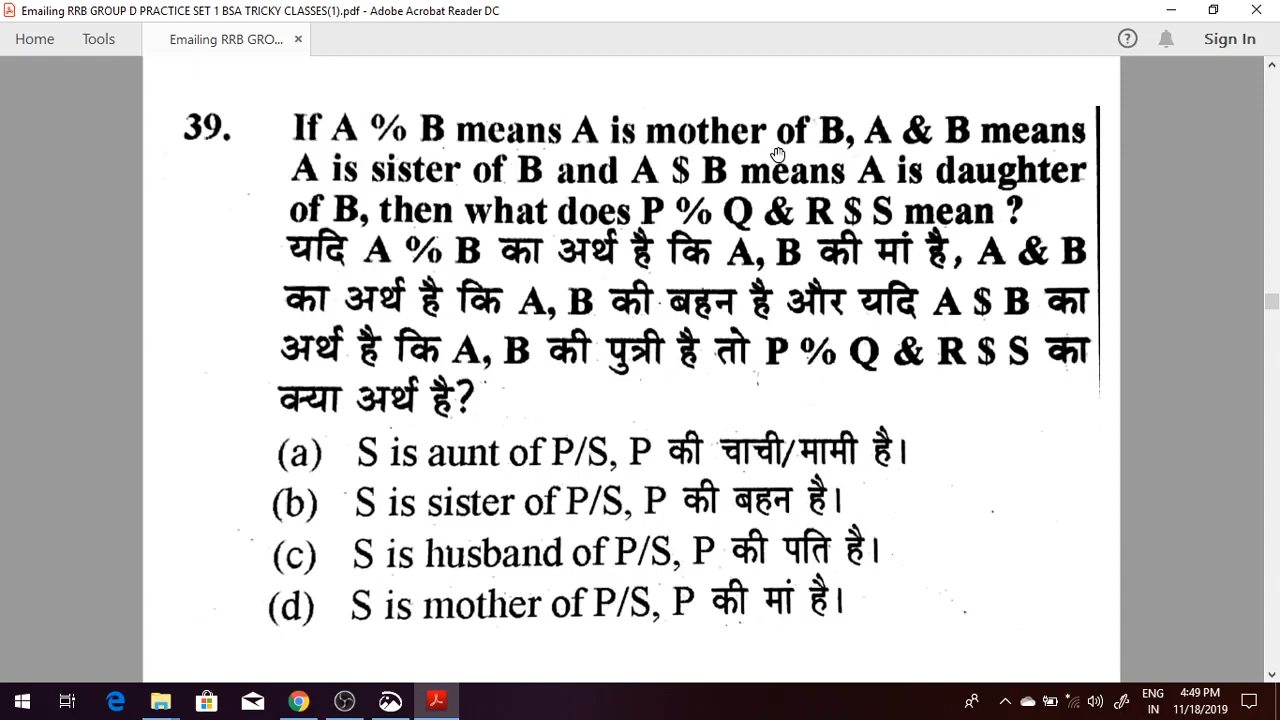 Emailing RRB GROUP D PRACTICE SET 1 BSA TRICKY CLASSES(1).pdf - Adobe Acrobat Reader DC
Home Tools Emailing RRB GRO... × ? Sign In
39. If A % B means A is mother of B, A & B means
A is sister of B and A $ B means A is daughter
of B, then what does P % Q & R $ S mean ?
यदि A % B का अर्थ है कि A, B की मां है, A & B
का अर्थ है कि A, B की बहन है और यदि A $ B का
अर्थ है कि A, B की पुत्री है तो P % Q & R $ S का
क्या अर्थ है?
(a) S is aunt of P/S, P की चाची/मामी है।
(b) S is sister of P/S, P की बहन है।
(c) S is husband of P/S, P की पति है।
(d) S is mother of P/S, P की मां है।
ENG 4:49 PM
IN 11/18/2019